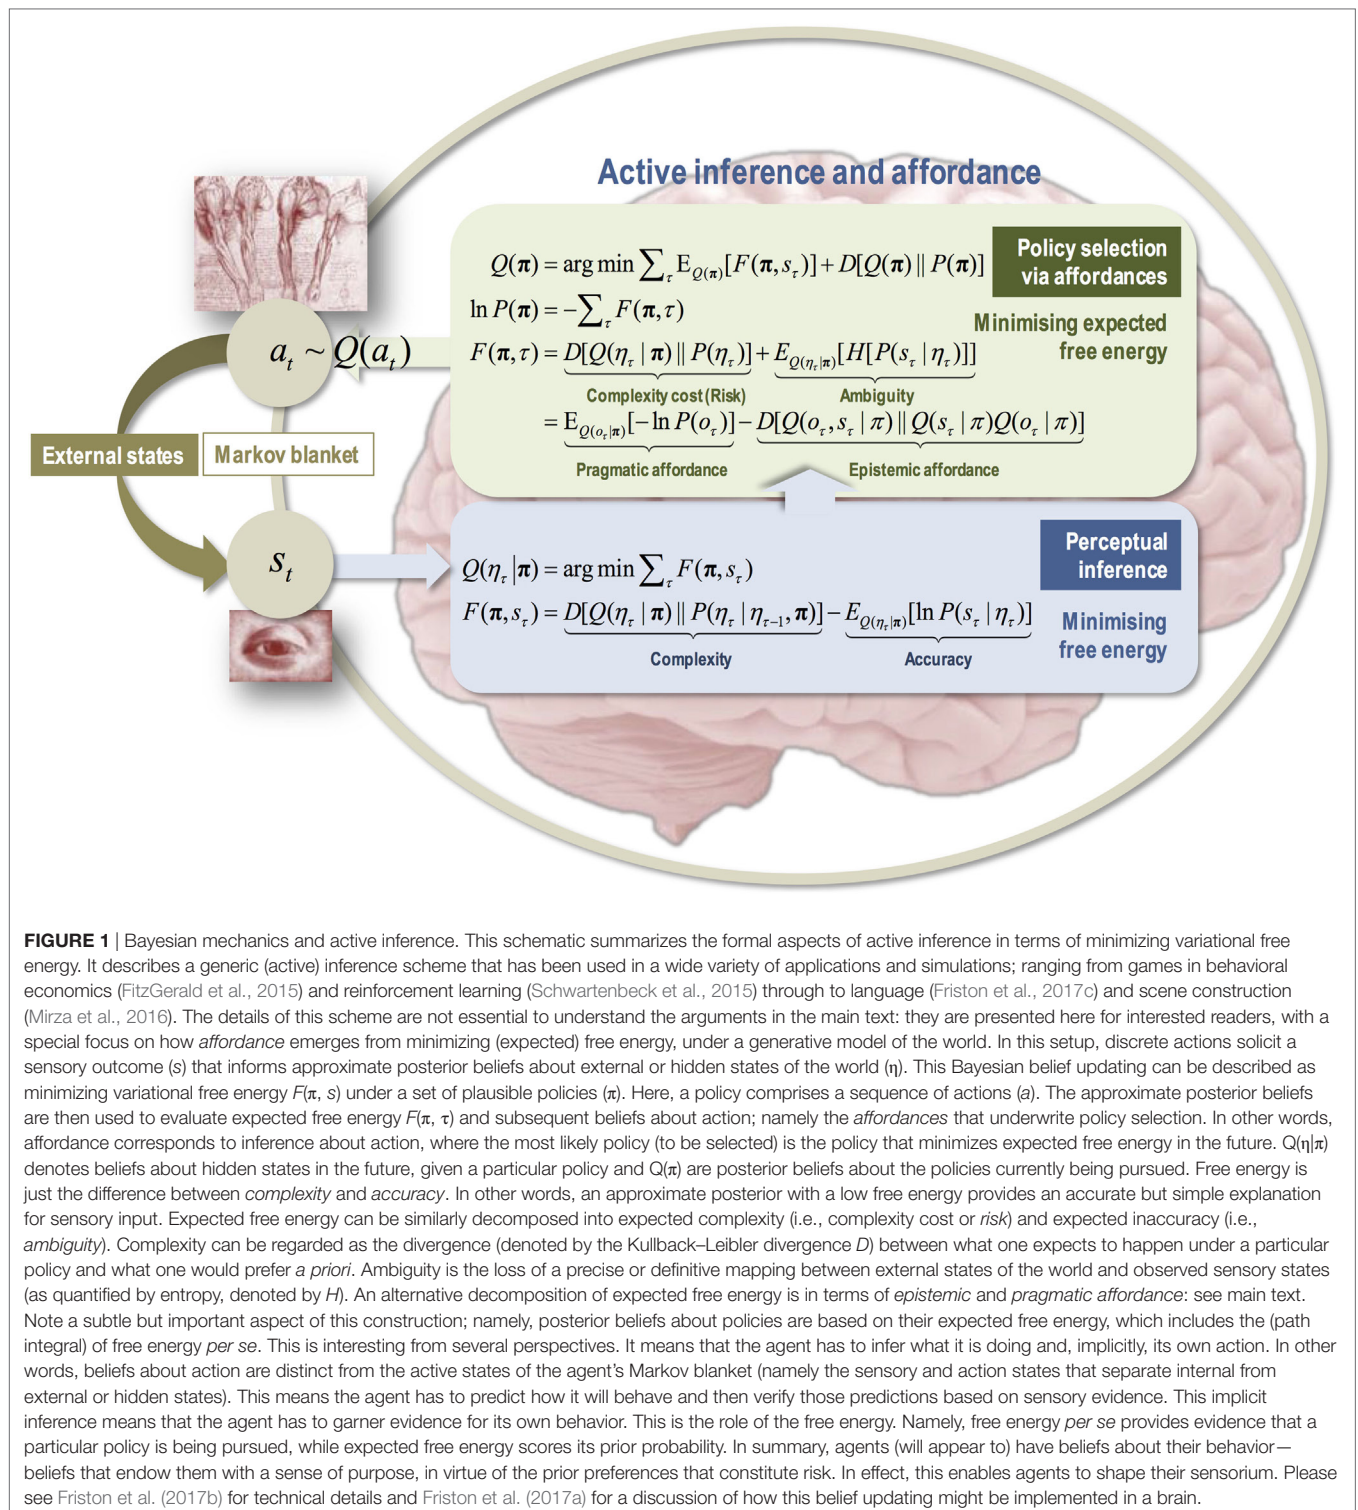 Active inference and affordance
Q(π) = arg min ∑_τ E_{Q(π)}[F(π, s_τ)] + D[Q(π) || P(π)]
Policy selection
via affordances
ln P(π) = −∑_τ F(π, τ)
Minimising expected
free energy
F(π, τ) = D[Q(η_τ | π) || P(η_τ)] + E_{Q(η_τ|π)}[H[P(s_τ | η_τ)]]
Complexity cost (Risk) Ambiguity
= E_{Q(o_τ|π)}[−ln P(o_τ)] − D[Q(o_τ, s_τ | π) || Q(s_τ | π)Q(o_τ | π)]
Pragmatic affordance Epistemic affordance
a_t ~ Q(a_t)
External states
Markov blanket
s_t
Perceptual
inference
Q(η_τ | π) = arg min ∑_τ F(π, s_τ)
F(π, s_τ) = D[Q(η_τ | π) || P(η_τ | η_{τ−1}, π)] − E_{Q(η_τ|π)}[ln P(s_τ | η_τ)]
Complexity Accuracy
Minimising
free energy
FIGURE 1 | Bayesian mechanics and active inference. This schematic summarizes the formal aspects of active inference in terms of minimizing variational free
energy. It describes a generic (active) inference scheme that has been used in a wide variety of applications and simulations; ranging from games in behavioral
economics (FitzGerald et al., 2015) and reinforcement learning (Schwartenbeck et al., 2015) through to language (Friston et al., 2017c) and scene construction
(Mirza et al., 2016). The details of this scheme are not essential to understand the arguments in the main text: they are presented here for interested readers, with a
special focus on how affordance emerges from minimizing (expected) free energy, under a generative model of the world. In this setup, discrete actions solicit a
sensory outcome (s) that informs approximate posterior beliefs about external or hidden states of the world (η). This Bayesian belief updating can be described as
minimizing variational free energy F(π, s) under a set of plausible policies (π). Here, a policy comprises a sequence of actions (a). The approximate posterior beliefs
are then used to evaluate expected free energy F(π, τ) and subsequent beliefs about action; namely the affordances that underwrite policy selection. In other words,
affordance corresponds to inference about action, where the most likely policy (to be selected) is the policy that minimizes expected free energy in the future. Q(η|π)
denotes beliefs about hidden states in the future, given a particular policy and Q(π) are posterior beliefs about the policies currently being pursued. Free energy is
just the difference between complexity and accuracy. In other words, an approximate posterior with a low free energy provides an accurate but simple explanation
for sensory input. Expected free energy can be similarly decomposed into expected complexity (i.e., complexity cost or risk) and expected inaccuracy (i.e.,
ambiguity). Complexity can be regarded as the divergence (denoted by the Kullback–Leibler divergence D) between what one expects to happen under a particular
policy and what one would prefer a priori. Ambiguity is the loss of a precise or definitive mapping between external states of the world and observed sensory states
(as quantified by entropy, denoted by H). An alternative decomposition of expected free energy is in terms of epistemic and pragmatic affordance: see main text.
Note a subtle but important aspect of this construction; namely, posterior beliefs about policies are based on their expected free energy, which includes the (path
integral) of free energy per se. This is interesting from several perspectives. It means that the agent has to infer what it is doing and, implicitly, its own action. In other
words, beliefs about action are distinct from the active states of the agent's Markov blanket (namely the sensory and action states that separate internal from
external or hidden states). This means the agent has to predict how it will behave and then verify those predictions based on sensory evidence. This implicit
inference means that the agent has to garner evidence for its own behavior. This is the role of the free energy. Namely, free energy per se provides evidence that a
particular policy is being pursued, while expected free energy scores its prior probability. In summary, agents (will appear to) have beliefs about their behavior—
beliefs that endow them with a sense of purpose, in virtue of the prior preferences that constitute risk. In effect, this enables agents to shape their sensorium. Please
see Friston et al. (2017b) for technical details and Friston et al. (2017a) for a discussion of how this belief updating might be implemented in a brain.